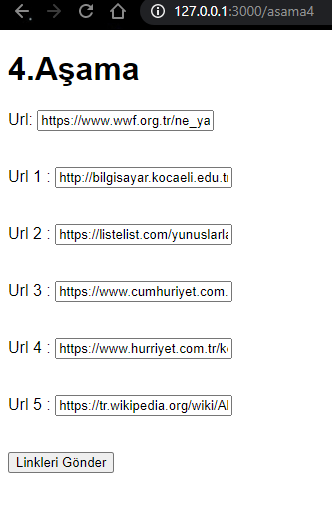 127.0.0.1:3000/asama4
4.Aşama
Url: https://www.wwf.org.tr/ne_ya
Url 1 : http://bilgisayar.kocaeli.edu.t
Url 2 : https://listelist.com/yunuslarla
Url 3 : https://www.cumhuriyet.com.
Url 4 : https://www.hurriyet.com.tr/k
Url 5 : https://tr.wikipedia.org/wiki/A
Linkleri Gönder